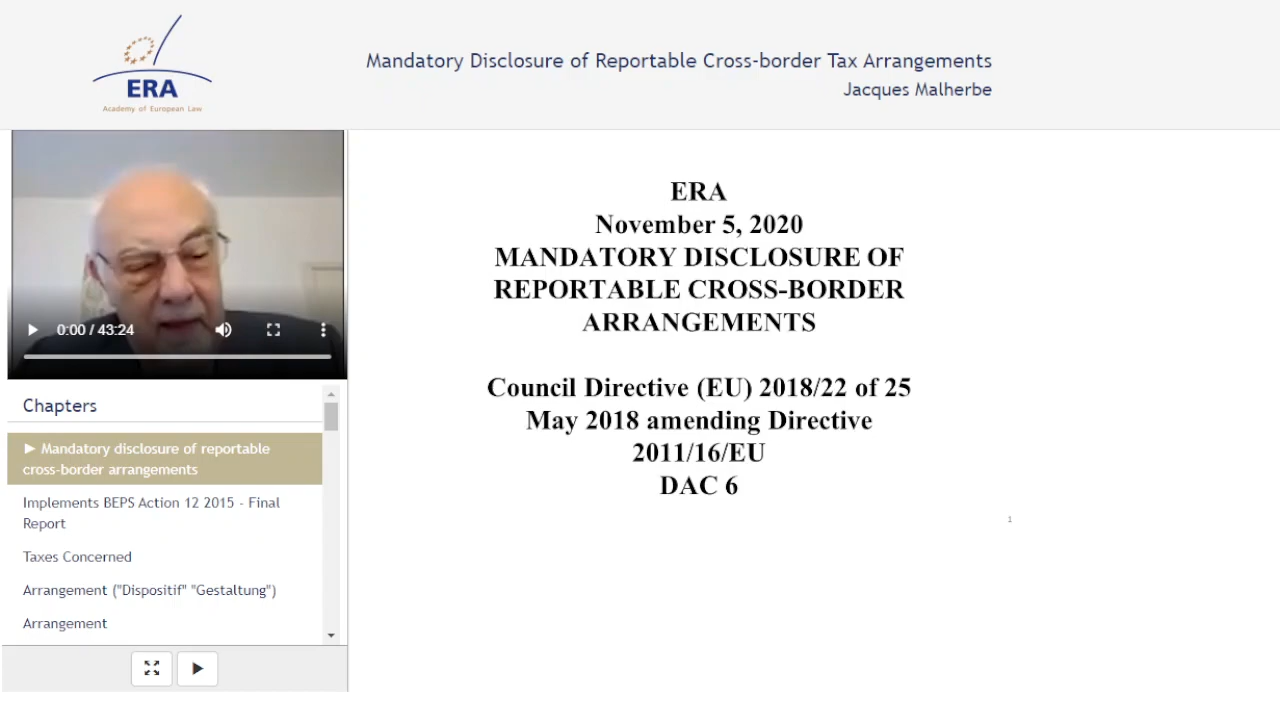 ERA
Academy of European Law
Mandatory Disclosure of Reportable Cross-border Tax Arrangements
Jacques Malherbe
0:00 / 43:24
Chapters
► Mandatory disclosure of reportable
cross-border arrangements
Implements BEPS Action 12 2015 - Final
Report
Taxes Concerned
Arrangement ("Dispositif" "Gestaltung")
Arrangement
ERA
November 5, 2020
MANDATORY DISCLOSURE OF
REPORTABLE CROSS-BORDER
ARRANGEMENTS
Council Directive (EU) 2018/22 of 25
May 2018 amending Directive
2011/16/EU
DAC 6
1